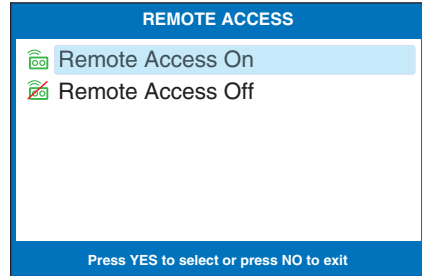 REMOTE ACCESS
Remote Access On
Remote Access Off
Press YES to select or press NO to exit